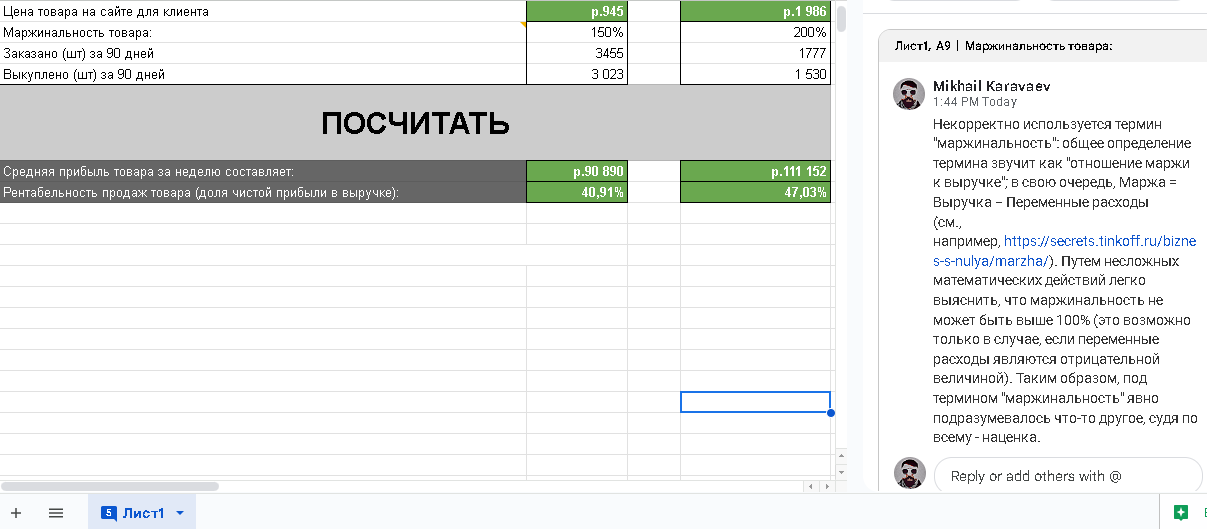 Цена товара на сайте для клиента р.945 р.1 986
Маржинальность товара: 150% 200%
Заказано (шт) за 90 дней 3455 1777
Выкуплено (шт) за 90 дней 3 023 1 530
ПОСЧИТАТЬ
Средняя прибыль товара за неделю составляет: р.90 890 р.111 152
Рентабельность продаж товара (доля чистой прибыли в выручке): 40,91% 47,03%
Лист1
Лист1, A9 | Маржинальность товара:
Mikhail Karavaev
1:44 PM Today
Некорректно используется термин
"маржинальность": общее определение
термина звучит как "отношение маржи
к выручке"; в свою очередь, Маржа =
Выручка – Переменные расходы
(см.,
например, https://secrets.tinkoff.ru/bizne
s-s-nulya/marzha/). Путем несложных
математических действий легко
выяснить, что маржинальность не
может быть выше 100% (это возможно
только в случае, если переменные
расходы являются отрицательной
величиной). Таким образом, под
термином "маржинальность" явно
подразумевалось что-то другое, судя по
всему - наценка.
Reply or add others with @
5